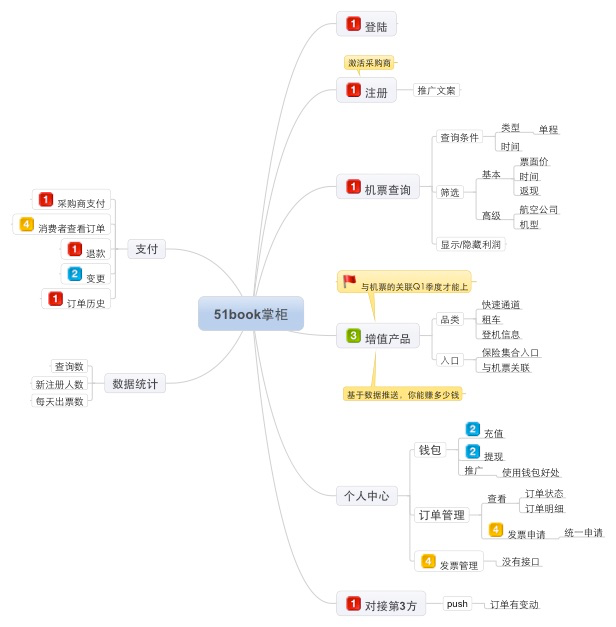 51book掌柜
1 登陆
激活采购商
1 注册
推广文案
1 机票查询
查询条件
类型
单程
时间
筛选
基本
票面价
时间
返现
高级
航空公司
机型
显示/隐藏利润
与机票的关联Q1季度才能上
3 增值产品
品类
快速通道
租车
登机信息
入口
保险集合入口
与机票关联
基于数据推送，你能赚多少钱
个人中心
钱包
2 充值
2 提现
推广
使用钱包好处
订单管理
查看
订单状态
订单明细
4 发票申请
统一申请
4 发票管理
没有接口
1 对接第3方
push
订单有变动
支付
1 采购商支付
4 消费者查看订单
1 退款
2 变更
1 订单历史
数据统计
查询数
新注册人数
每天出票数